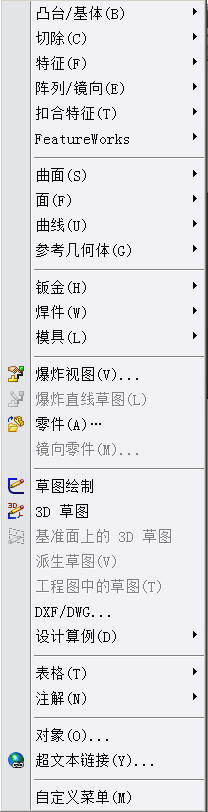 凸台/基体(B)
切除(C)
特征(F)
阵列/镜向(E)
扣合特征(T)
FeatureWorks
曲面(S)
面(F)
曲线(U)
参考几何体(G)
钣金(H)
焊件(W)
模具(L)
爆炸视图(V)...
爆炸直线草图(L)
零件(A)…
镜向零件(M)...
草图绘制
3D 草图
基准面上的 3D 草图
派生草图(V)
工程图中的草图(T)
DXF/DWG...
设计算例(D)
表格(T)
注解(N)
对象(O)...
超文本链接(Y)...
自定义菜单(M)